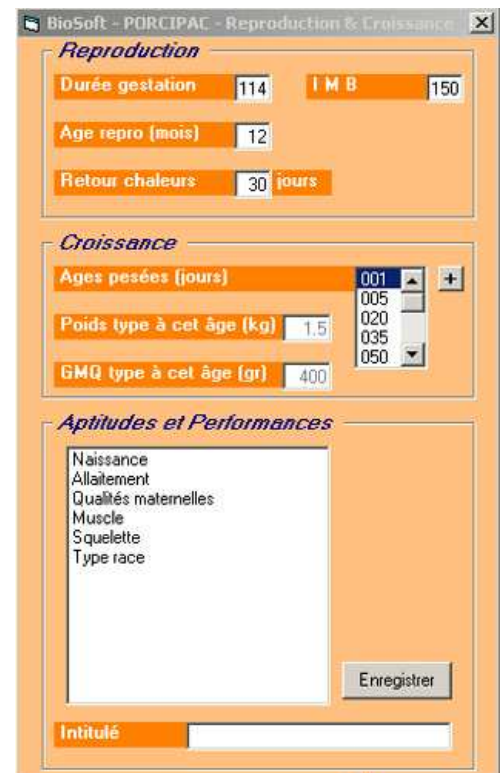 BioSoft - PORCIPAC - Reproduction & Croissance
Reproduction
Durée gestation 114 I M B 150
Age repro (mois) 12
Retour chaleurs 30 jours
Croissance
Ages pesées (jours) 001 +
005
020
035
050
Poids type à cet âge (kg) 1.5
GMQ type à cet âge (gr) 400
Aptitudes et Performances
Naissance
Allaitement
Qualités maternelles
Muscle
Squelette
Type race
Enregistrer
Intitulé